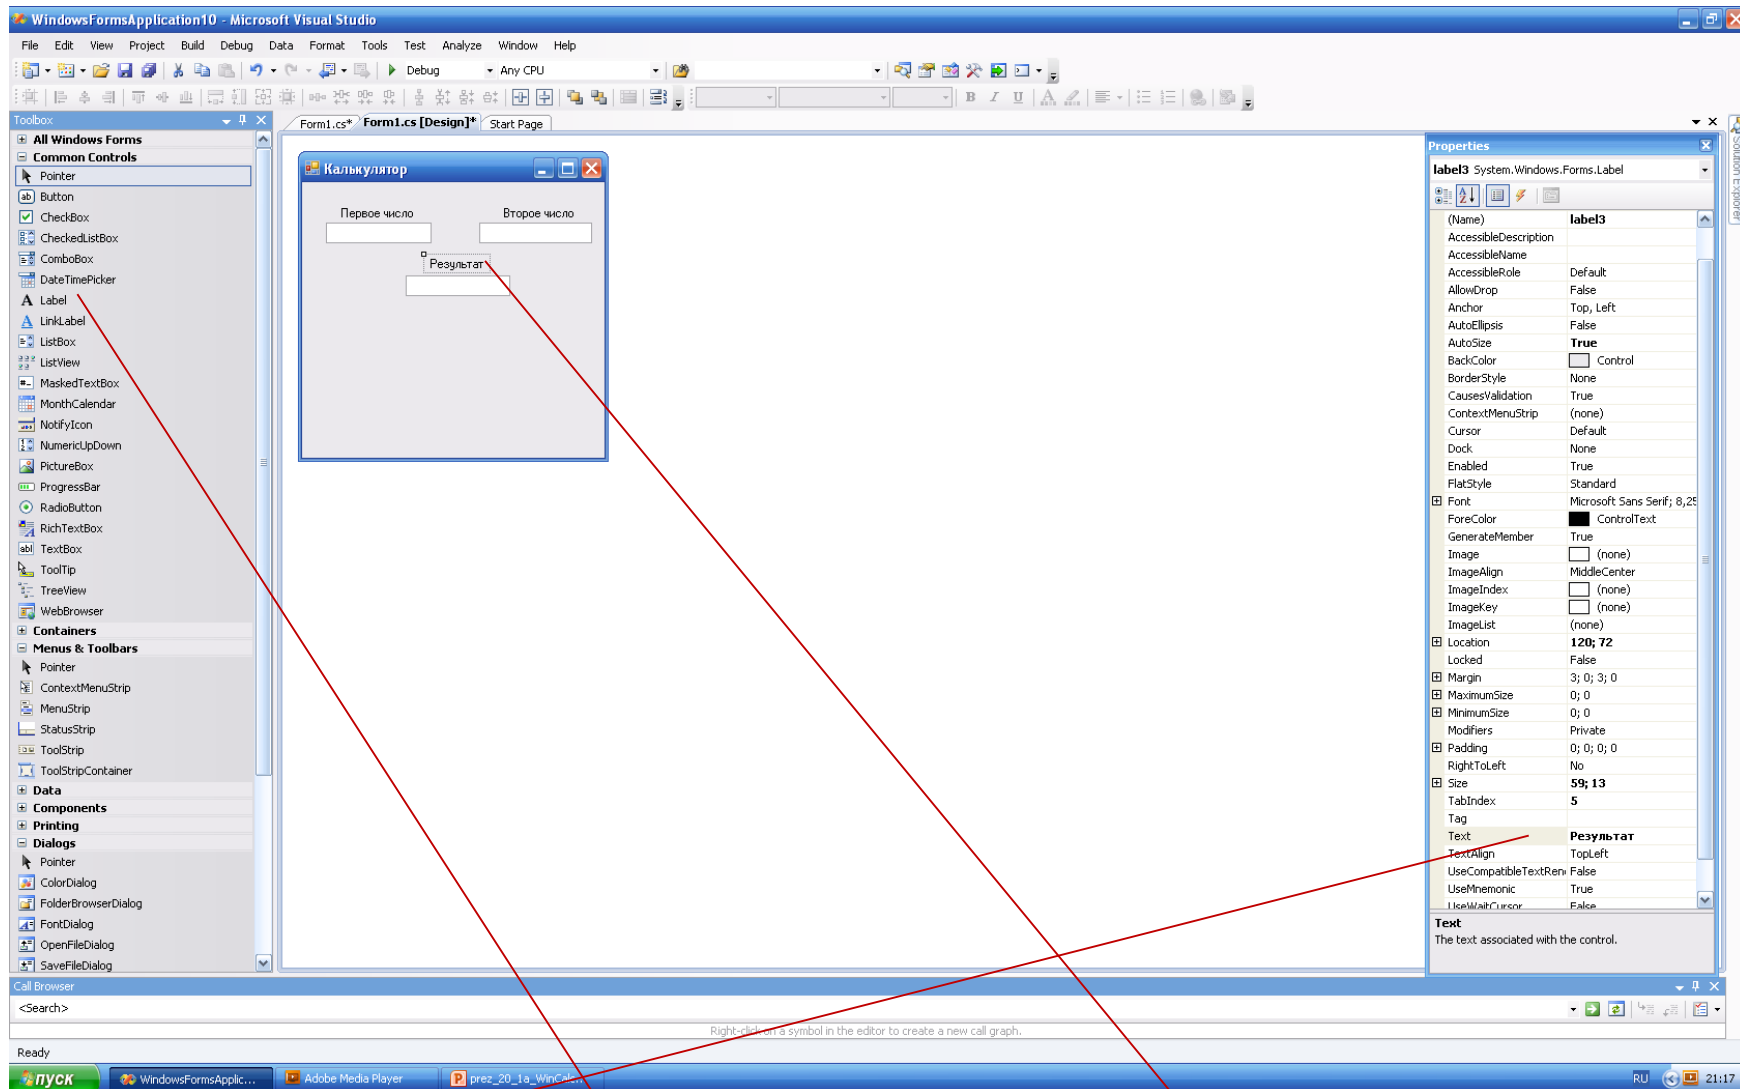 WindowsFormsApplication10 - Microsoft Visual Studio
File Edit View Project Build Debug Data Format Tools Test Analyze Window Help
Debug Any CPU
Toolbox
Form1.cs* Form1.cs [Design]* Start Page
All Windows Forms
Common Controls
Pointer
Button
CheckBox
CheckedListBox
ComboBox
DateTimePicker
Label
LinkLabel
ListBox
ListView
MaskedTextBox
MonthCalendar
NotifyIcon
NumericUpDown
PictureBox
ProgressBar
RadioButton
RichTextBox
TextBox
ToolTip
TreeView
WebBrowser
Containers
Menus & Toolbars
Pointer
ContextMenuStrip
MenuStrip
StatusStrip
ToolStrip
ToolStripContainer
Data
Components
Printing
Dialogs
Pointer
ColorDialog
FolderBrowserDialog
FontDialog
OpenFileDialog
SaveFileDialog
Калькулятор
Первое число Второе число
Результат
Properties
label3 System.Windows.Forms.Label
(Name) label3
AccessibleDescription
AccessibleName
AccessibleRole Default
AllowDrop False
Anchor Top, Left
AutoEllipsis False
AutoSize True
BackColor Control
BorderStyle None
CausesValidation True
ContextMenuStrip (none)
Cursor Default
Dock None
Enabled True
FlatStyle Standard
Font Microsoft Sans Serif; 8,25
ForeColor ControlText
GenerateMember True
Image (none)
ImageAlign MiddleCenter
ImageIndex (none)
ImageKey (none)
ImageList (none)
Location 120; 72
Locked False
Margin 3; 0; 3; 0
MaximumSize 0; 0
MinimumSize 0; 0
Modifiers Private
Padding 0; 0; 0; 0
RightToLeft No
Size 59; 13
TabIndex 5
Tag
Text Результат
TextAlign TopLeft
UseCompatibleTextRen False
UseMnemonic True
UseWaitCursor False
Text
The text associated with the control.
Solution Explorer
Call Browser
<Search>
Right-click on a symbol in the editor to create a new call graph.
Ready
пуск WindowsFormsApplic... Adobe Media Player prez_20_1a_WinCalc... RU 21:17